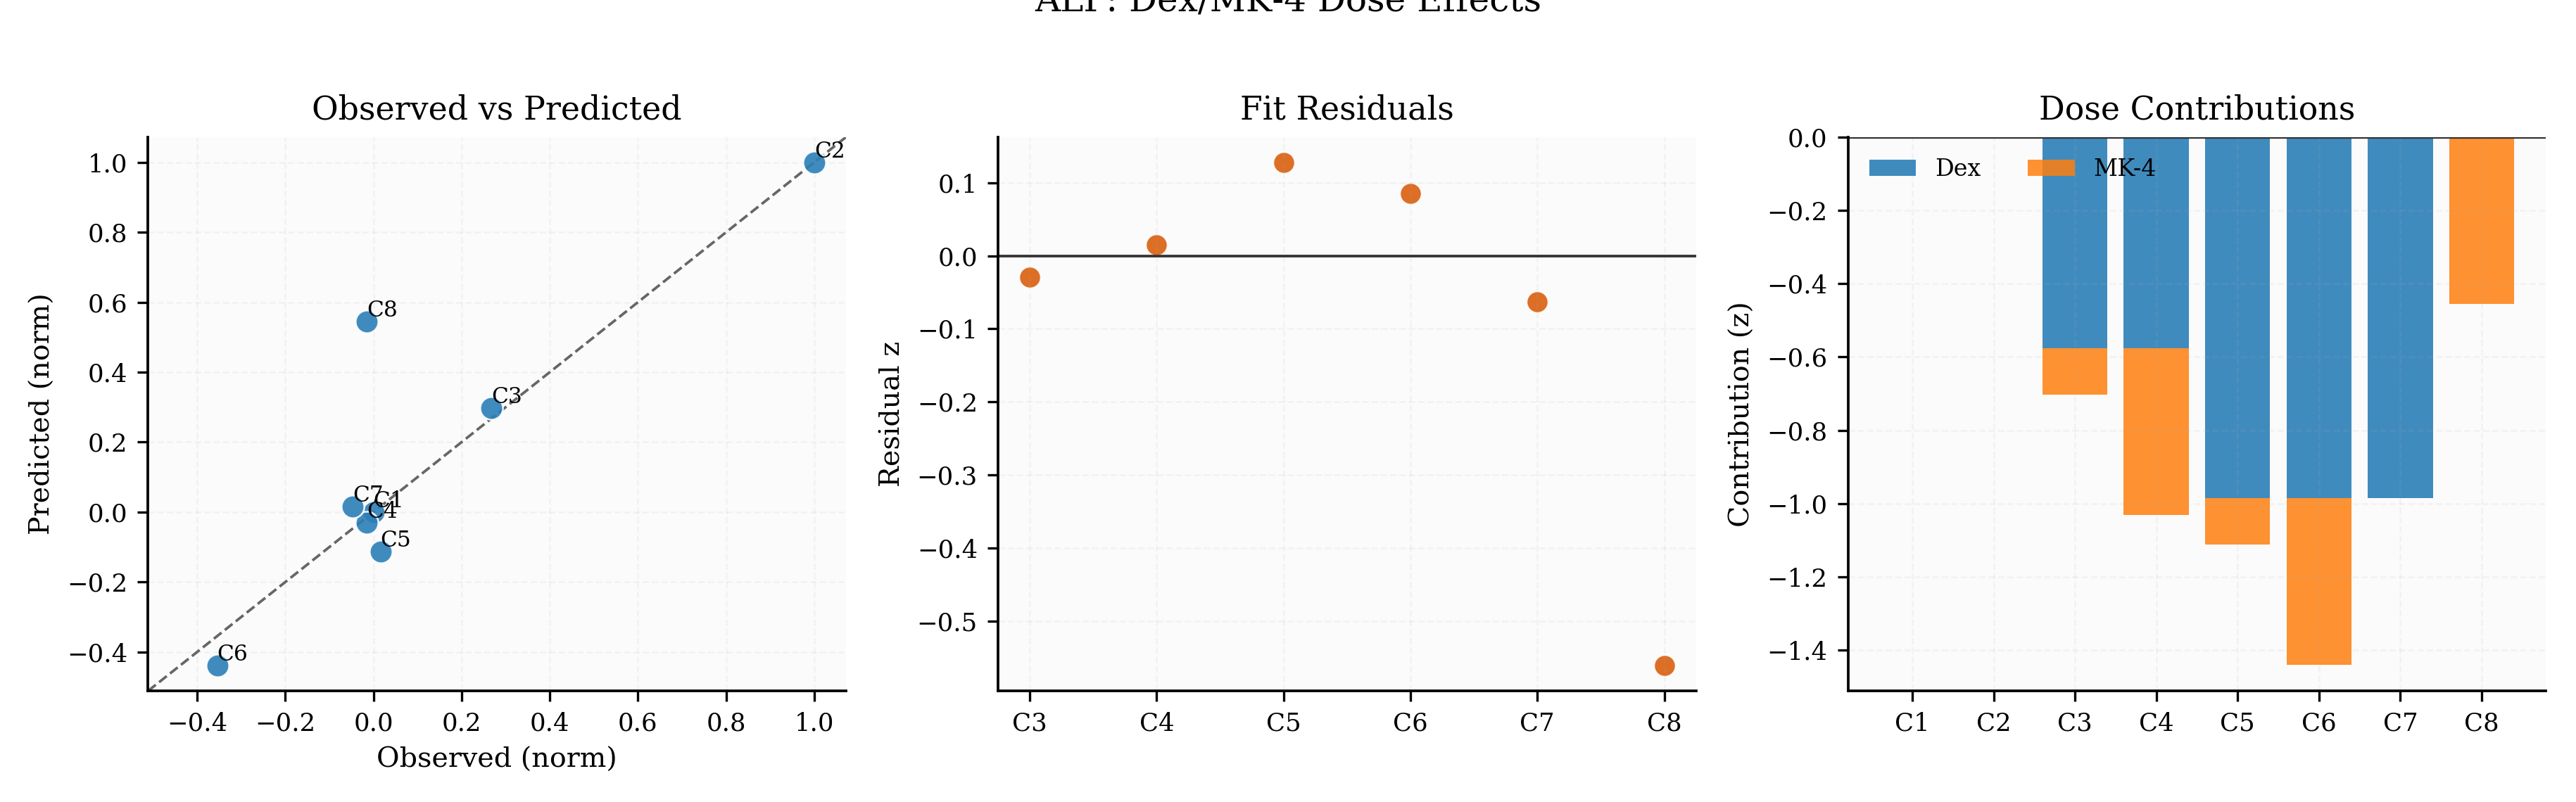 Dex/MK-4 Dose Effects
Observed vs Predicted
Predicted (norm)
1.0
0.8
0.6
0.4
0.2
0.0
−0.2
−0.4
C2
C8
C3
C7
C1
C4
C5
C6
−0.4 −0.2 0.0 0.2 0.4 0.6 0.8 1.0
Observed (norm)
Fit Residuals
Residual z
0.1
0.0
−0.1
−0.2
−0.3
−0.4
−0.5
C3 C4 C5 C6 C7 C8
Dose Contributions
Contribution (z)
0.0
−0.2
−0.4
−0.6
−0.8
−1.0
−1.2
−1.4
Dex MK-4
C1 C2 C3 C4 C5 C6 C7 C8